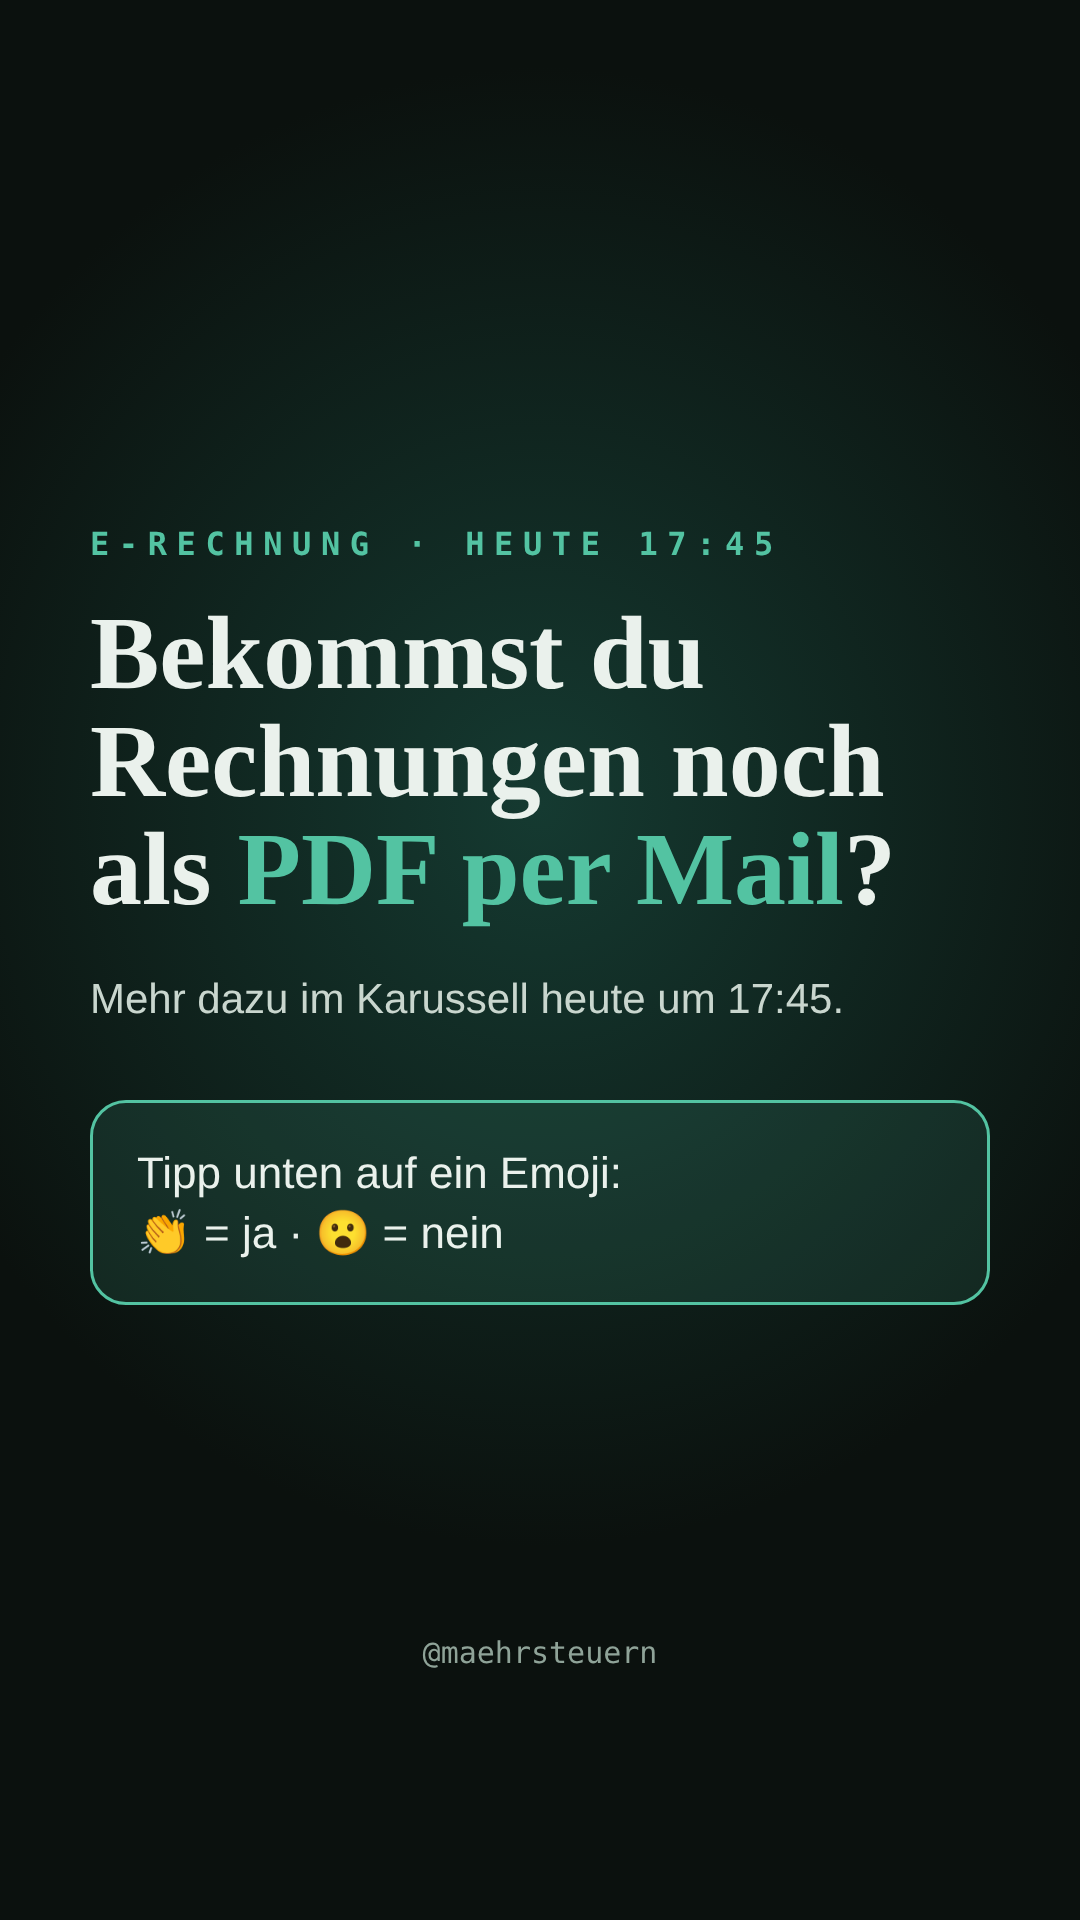 E-RECHNUNG · HEUTE 17:45
Bekommst du
Rechnungen noch
als PDF per Mail?
Mehr dazu im Karussell heute um 17:45.
Tipp unten auf ein Emoji:
👏 = ja · 😮 = nein
@maehrsteuern